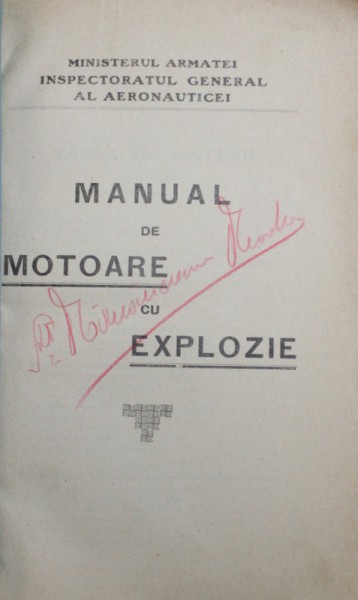 MINISTERUL ARMATEI
INSPECTORATUL GENERAL
AL AERONAUTICEI
MANUAL
DE
MOTOARE
CU
EXPLOZIE